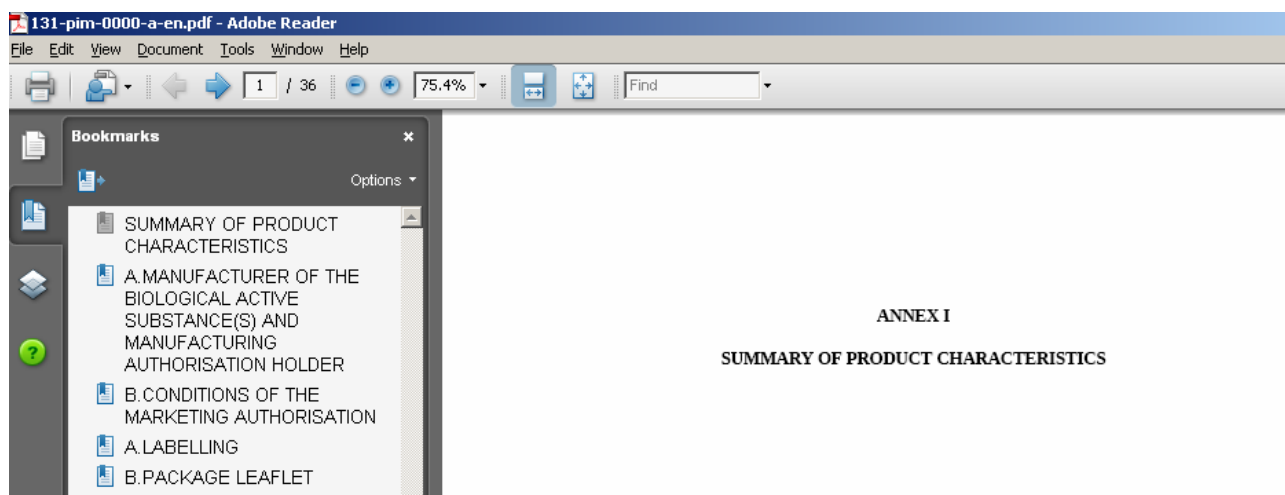 131-pim-0000-a-en.pdf - Adobe Reader
File Edit View Document Tools Window Help
1 / 36 75.4% Find
Bookmarks
Options
SUMMARY OF PRODUCT
CHARACTERISTICS
A.MANUFACTURER OF THE
BIOLOGICAL ACTIVE
SUBSTANCE(S) AND
MANUFACTURING
AUTHORISATION HOLDER
B.CONDITIONS OF THE
MARKETING AUTHORISATION
A.LABELLING
B.PACKAGE LEAFLET
ANNEX I
SUMMARY OF PRODUCT CHARACTERISTICS